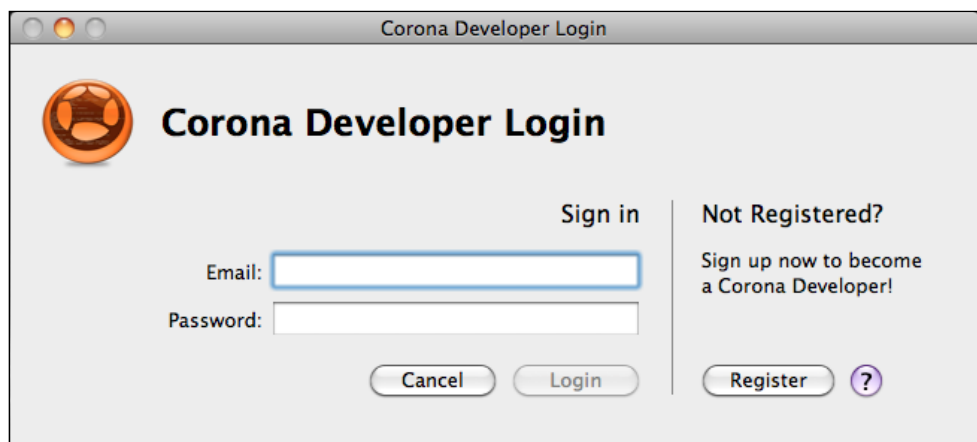 Corona Developer Login
Corona Developer Login
Sign in
Email:
Password:
Cancel
Login
Not Registered?
Sign up now to become
a Corona Developer!
Register
?